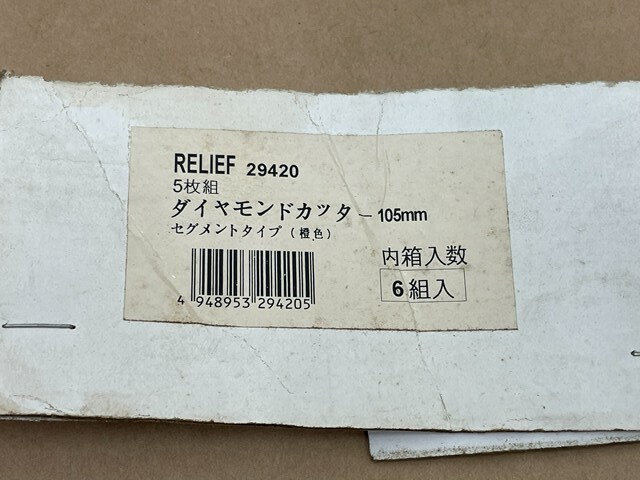 RELIEF 29420
5枚組
ダイヤモンドカッター 105mm
セグメントタイプ(橙色)
内箱入数
6組入
4 948953 294205